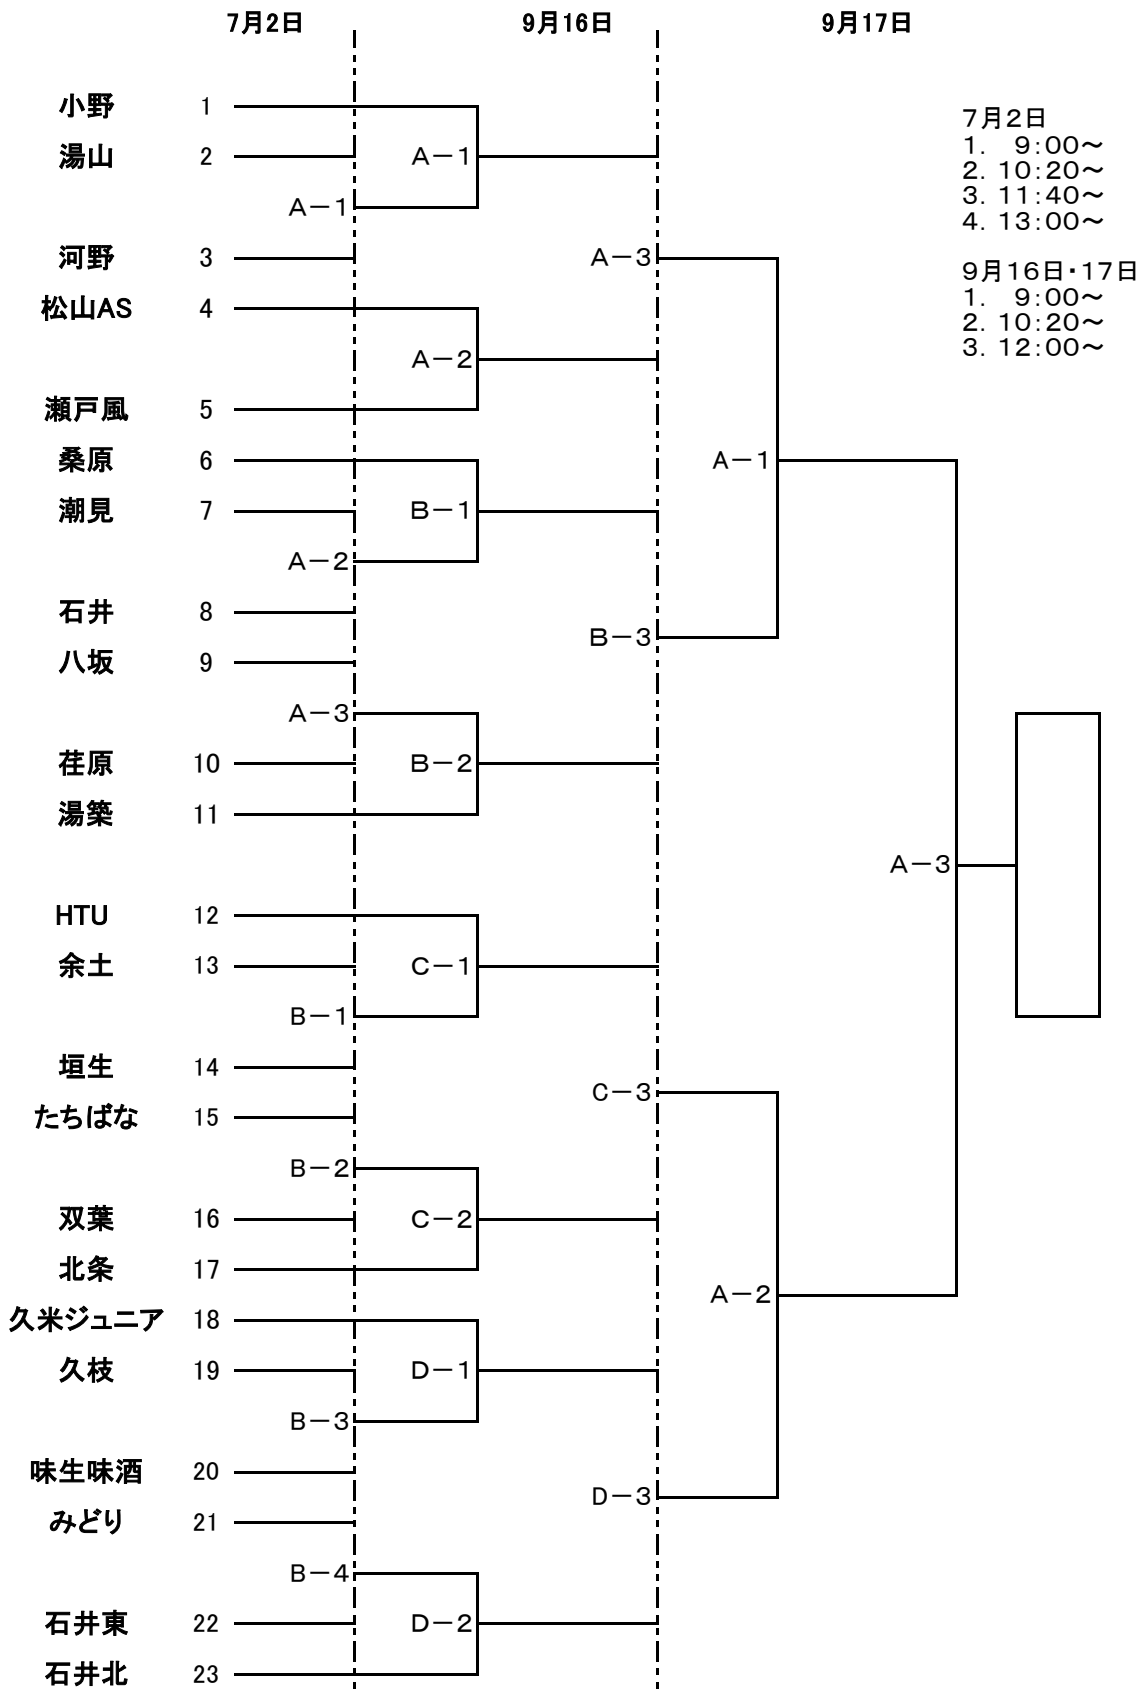 7月2日 9月16日 9月17日
小野 1
7月2日
湯山 2 A－1
1. 9:00～
2. 10:20～
3. 11:40～
A－1
4. 13:00～
河野 3 A－3
9月16日・17日
1. 9:00～
松山AS 4
2. 10:20～
3. 12:00～
A－2
瀬戸風 5
桑原 6 A－1
潮見 7 B－1
A－2
石井 8
B－3
八坂 9
A－3
荏原 10 B－2
湯築 11
A－3
HTU 12
余土 13 C－1
B－1
垣生 14
C－3
たちばな 15
B－2
双葉 16 C－2
北条 17
A－2
久米ジュニア 18
久枝 19 D－1
B－3
味生味酒 20
D－3
みどり 21
B－4
石井東 22 D－2
石井北 23